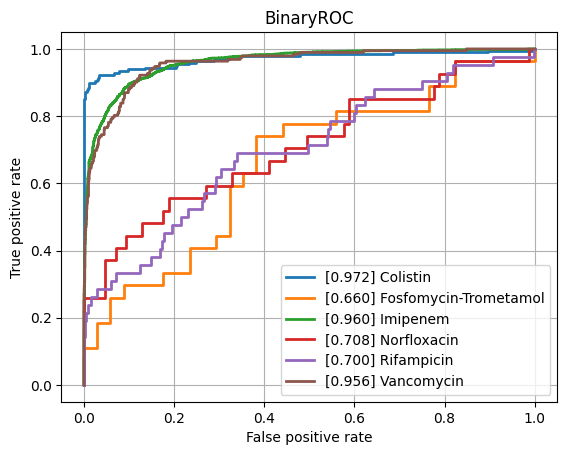 BinaryROC
True positive rate
1.0
0.8
0.6
0.4
0.2
0.0
[0.972] Colistin
[0.660] Fosfomycin-Trometamol
[0.960] Imipenem
[0.708] Norfloxacin
[0.700] Rifampicin
[0.956] Vancomycin
0.0 0.2 0.4 0.6 0.8 1.0
False positive rate